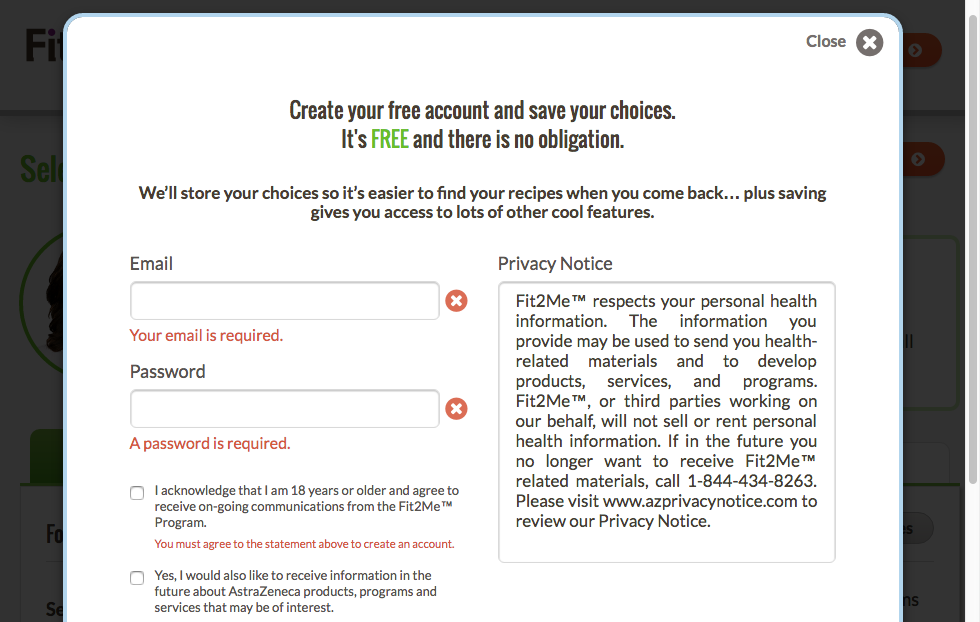 Fit
Close
Create your free account and save your choices.
It's FREE and there is no obligation.
We'll store your choices so it's easier to find your recipes when you come back… plus saving
gives you access to lots of other cool features.
Email
Your email is required.
Password
A password is required.
I acknowledge that I am 18 years or older and agree to
receive on-going communications from the Fit2Me™
Program.
You must agree to the statement above to create an account.
Yes, I would also like to receive information in the
future about AstraZeneca products, programs and
services that may be of interest.
Privacy Notice
Fit2Me™ respects your personal health
information. The information you
provide may be used to send you health-
related materials and to develop
products, services, and programs.
Fit2Me™, or third parties working on
our behalf, will not sell or rent personal
health information. If in the future you
no longer want to receive Fit2Me™
related materials, call 1-844-434-8263.
Please visit www.azprivacynotice.com to
review our Privacy Notice.